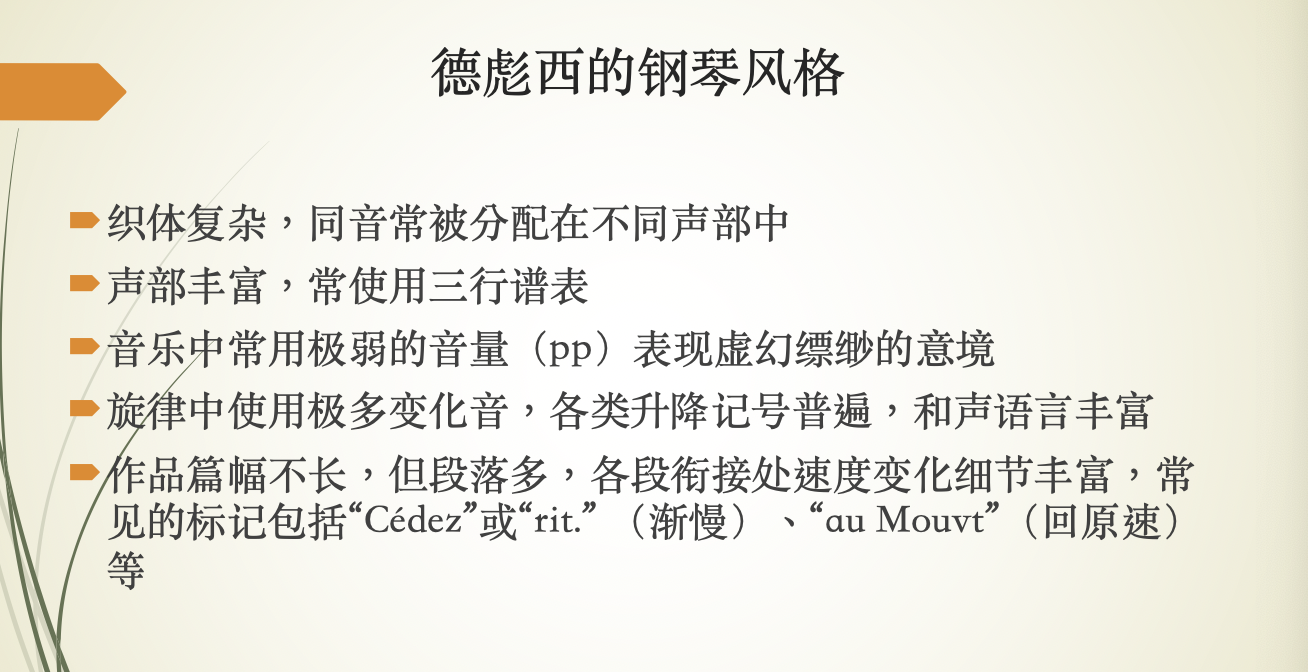 德彪西的钢琴风格
织体复杂，同音常被分配在不同声部中
声部丰富，常使用三行谱表
音乐中常用极弱的音量（pp）表现虚幻缥缈的意境
旋律中使用极多变化音，各类升降记号普遍，和声语言丰富
作品篇幅不长，但段落多，各段衔接处速度变化细节丰富，常
见的标记包括“Cédez”或“rit.”（渐慢）、“au Mouvt”（回原速）
等